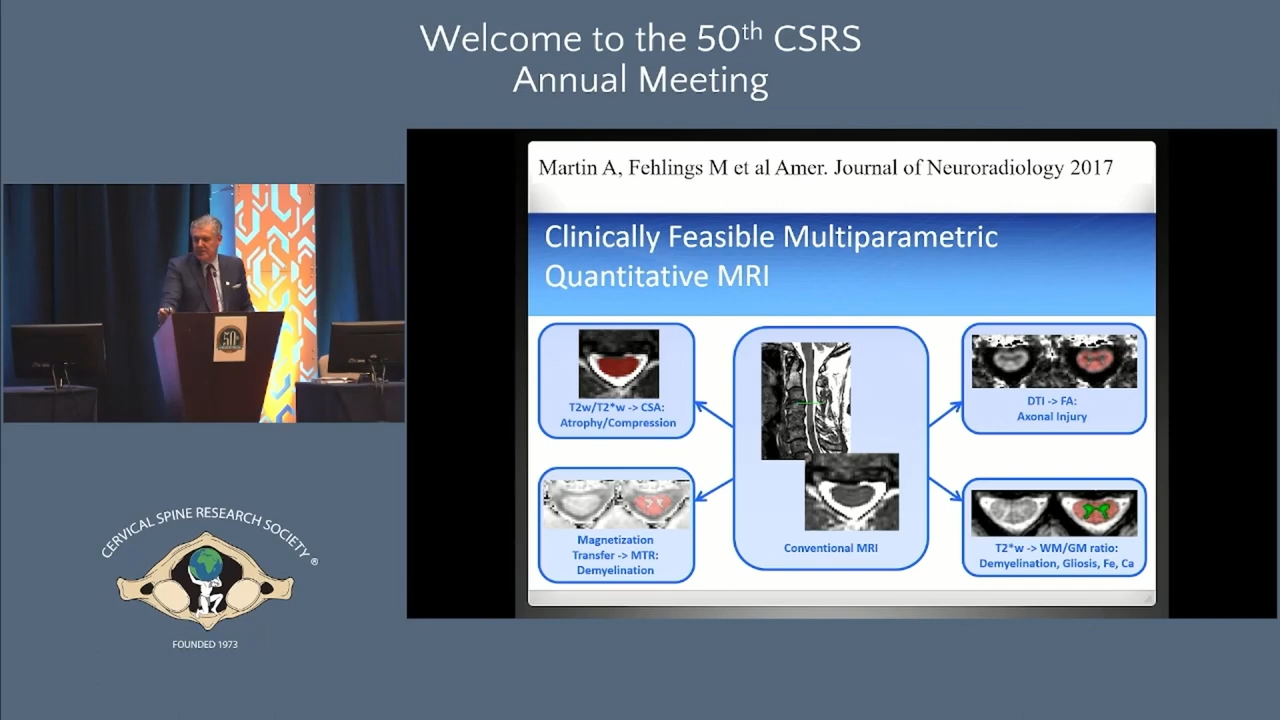 Welcome to the 50th CSRS
Annual Meeting
Martin A, Fehlings M et al Amer. Journal of Neuroradiology 2017
Clinically Feasible Multiparametric
Quantitative MRI
T2w/T2*w -> CSA:
Atrophy/Compression
Magnetization
Transfer -> MTR:
Demyelination
Conventional MRI
DTI -> FA:
Axonal Injury
T2*w -> WM/GM ratio:
Demyelination, Gliosis, Fe, Ca
50
CERVICAL SPINE RESEARCH SOCIETY ®
FOUNDED 1973